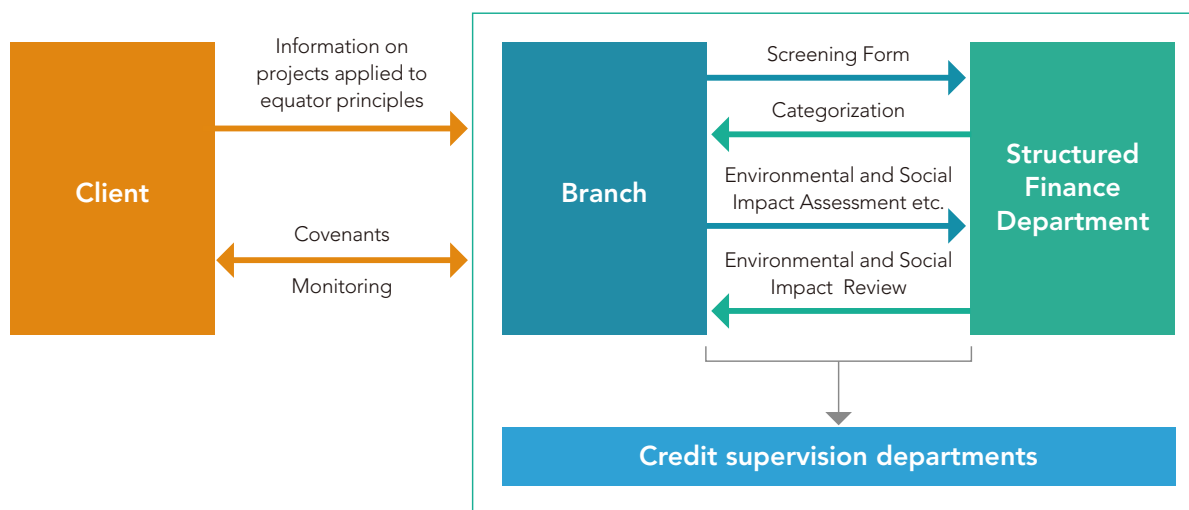 Information on
projects applied to
equator principles
Client
Covenants
Monitoring
Branch
Screening Form
Categorization
Environmental and Social
Impact Assessment etc.
Environmental and Social
Impact Review
Structured
Finance
Department
Credit supervision departments